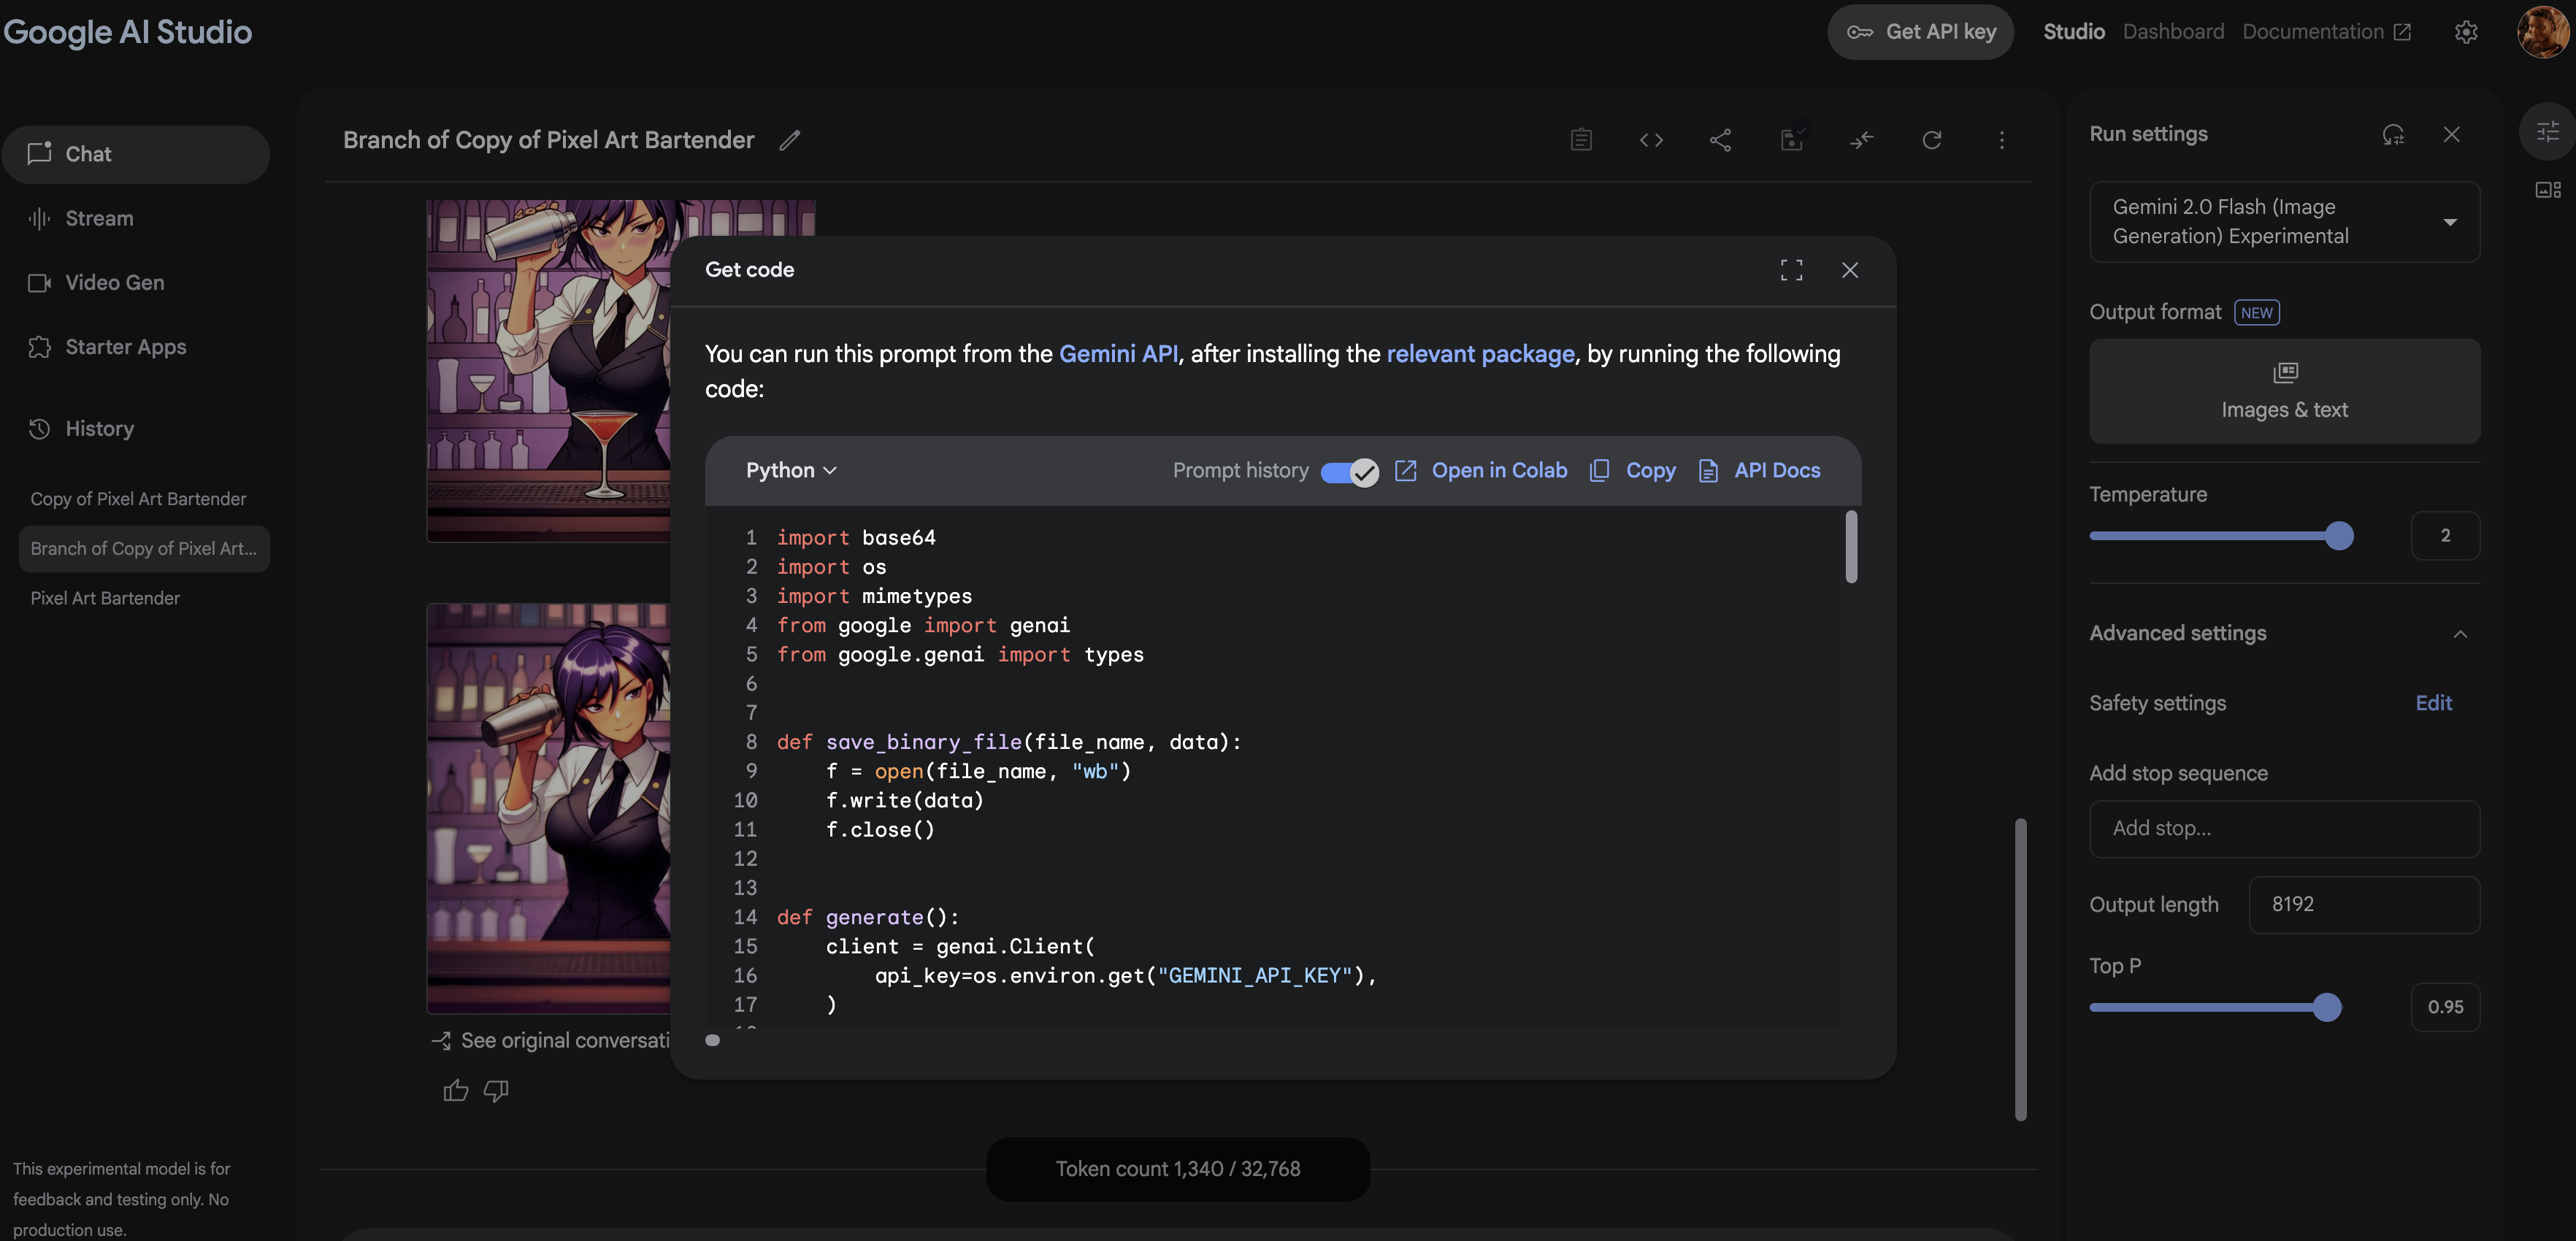 Google AI Studio
Get API key
Studio
Dashboard
Documentation
Chat
Stream
Video Gen
Starter Apps
History
Copy of Pixel Art Bartender
Branch of Copy of Pixel Art...
Pixel Art Bartender
This experimental model is for
feedback and testing only. No
production use.
Branch of Copy of Pixel Art Bartender
See original conversati
Get code
You can run this prompt from the Gemini API, after installing the relevant package, by running the following
code:
Python
Prompt history
Open in Colab
Copy
API Docs
1 import base64
2 import os
3 import mimetypes
4 from google import genai
5 from google.genai import types
6
7
8 def save_binary_file(file_name, data):
9     f = open(file_name, "wb")
10     f.write(data)
11     f.close()
12
13
14 def generate():
15     client = genai.Client(
16         api_key=os.environ.get("GEMINI_API_KEY"),
17     )
Token count 1,340 / 32,768
Run settings
Gemini 2.0 Flash (Image
Generation) Experimental
Output format NEW
Images & text
Temperature
2
Advanced settings
Safety settings
Edit
Add stop sequence
Add stop...
Output length
8192
Top P
0.95